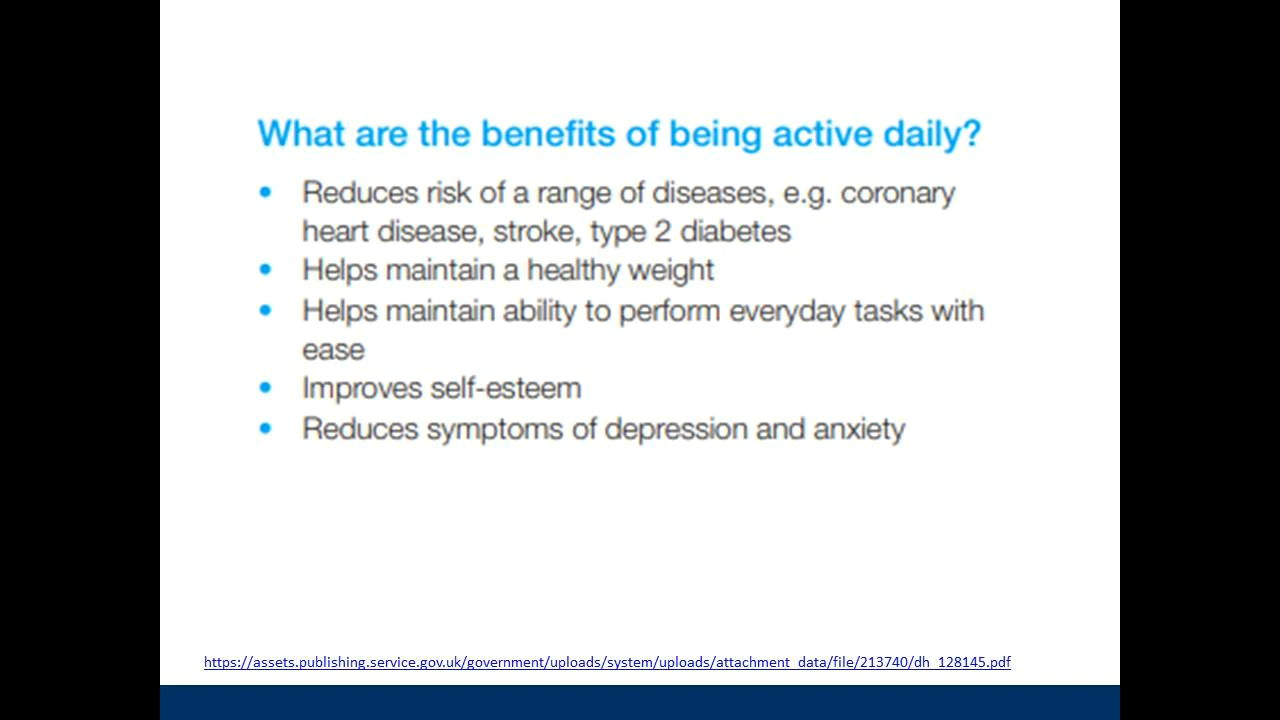 What are the benefits of being active daily?
• Reduces risk of a range of diseases, e.g. coronary
heart disease, stroke, type 2 diabetes
• Helps maintain a healthy weight
• Helps maintain ability to perform everyday tasks with
ease
• Improves self-esteem
• Reduces symptoms of depression and anxiety
https://assets.publishing.service.gov.uk/government/uploads/system/uploads/attachment_data/file/213740/dh_128145.pdf